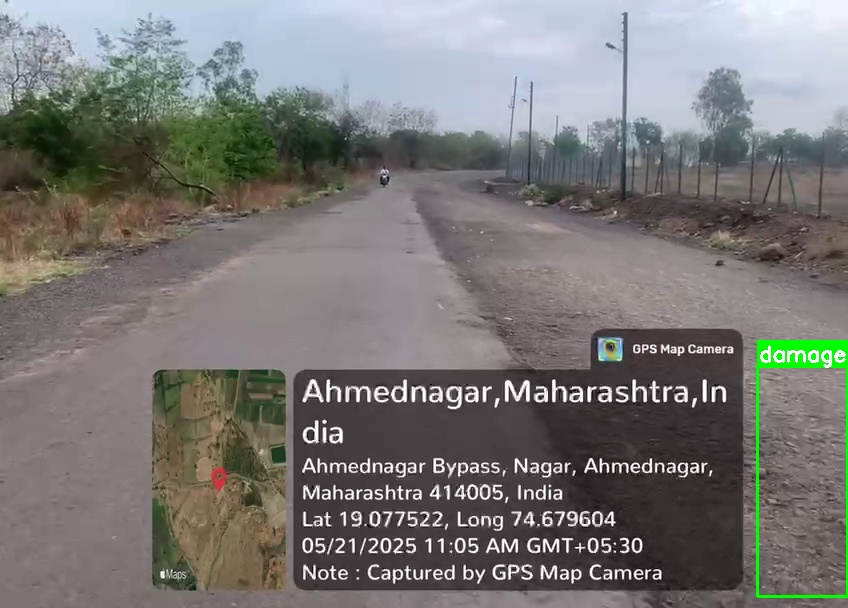 GPS Map Camera
damage
Ahmednagar,Maharashtra,In
dia
Ahmednagar Bypass, Nagar, Ahmednagar,
Maharashtra 414005, India
Lat 19.077522, Long 74.679604
05/21/2025 11:05 AM GMT+05:30
Note : Captured by GPS Map Camera
Maps